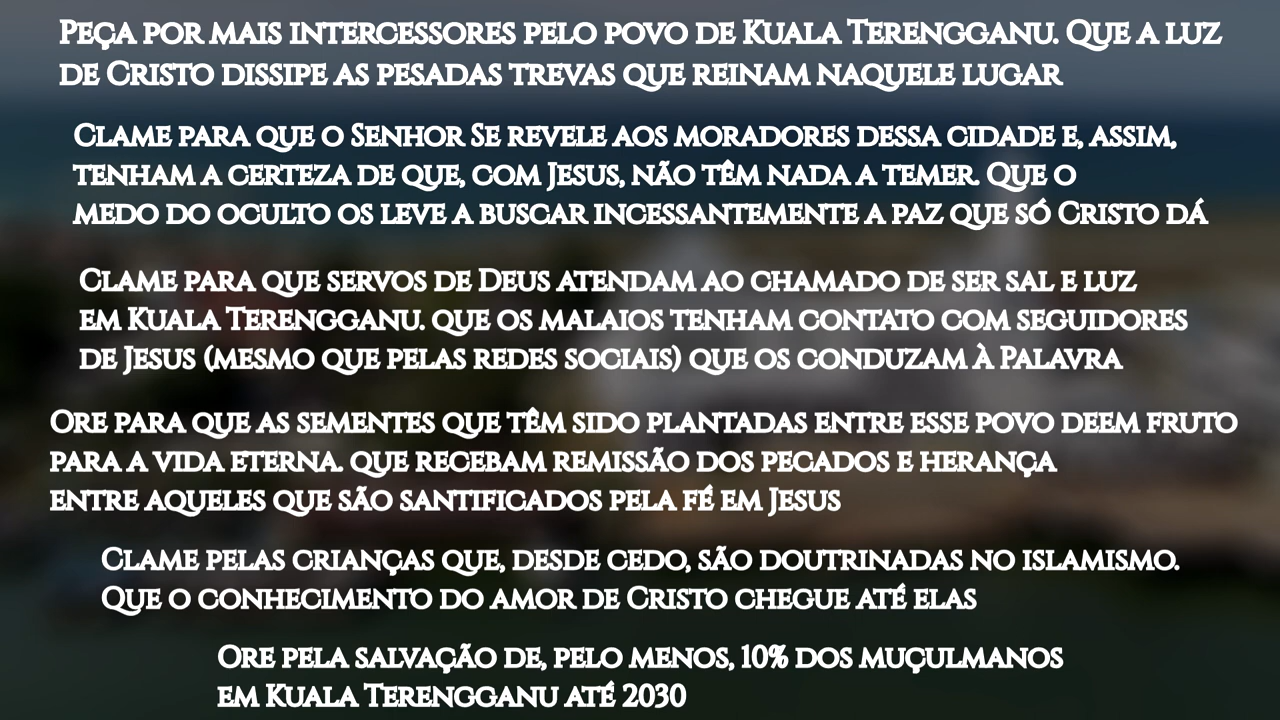 Peça por mais intercessores pelo povo de Kuala Terengganu. Que a luz
de Cristo dissipe as pesadas trevas que reinam naquele lugar
Clame para que o Senhor Se revele aos moradores dessa cidade e, assim,
tenham a certeza de que, com Jesus, não têm nada a temer. Que o
medo do oculto os leve a buscar incessantemente a paz que só Cristo dá
Clame para que servos de Deus atendam ao chamado de ser sal e luz
em Kuala Terengganu. que os malaios tenham contato com seguidores
de Jesus (mesmo que pelas redes sociais) que os conduzam à Palavra
Ore para que as sementes que têm sido plantadas entre esse povo deem fruto
para a vida eterna. que recebam remissão dos pecados e herança
entre aqueles que são santificados pela fé em Jesus
Clame pelas crianças que, desde cedo, são doutrinadas no islamismo.
Que o conhecimento do amor de Cristo chegue até elas
Ore pela salvação de, pelo menos, 10% dos muçulmanos
em Kuala Terengganu até 2030